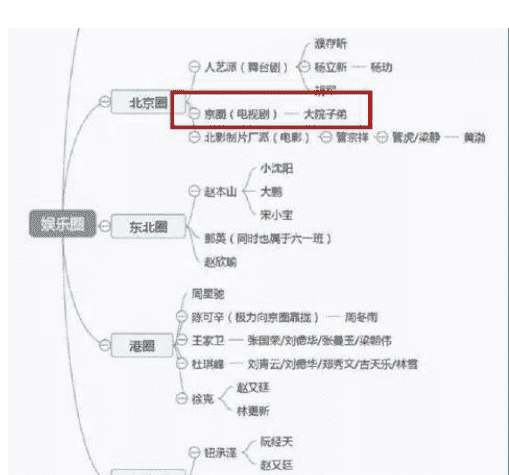 娱乐圈
北京圈
人艺派（舞台剧）
濮存昕
杨立新 杨玏
胡军
京圈（电视剧） 大院子弟
北影制片厂派（电影） 管宗祥 管虎/梁静 黄渤
东北圈
赵本山
小沈阳
大鹏
宋小宝
郭英（同时也属于六一班）
赵欣瑜
港圈
周星驰
陈可辛（极力向京圈靠拢） 周冬雨
王家卫 张国荣/刘德华/张曼玉/梁朝伟
杜琪峰 刘青云/刘德华/郑秀文/古天乐/林雪
徐克
赵又廷
林更新
钮承泽
阮经天
赵又廷